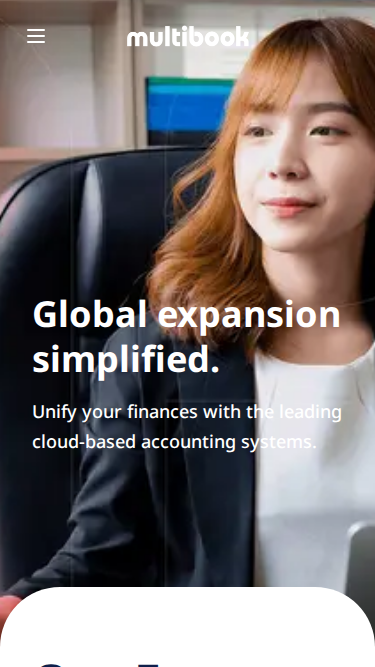 multibook
Global expansion
simplified.
Unify your finances with the leading
cloud-based accounting systems.